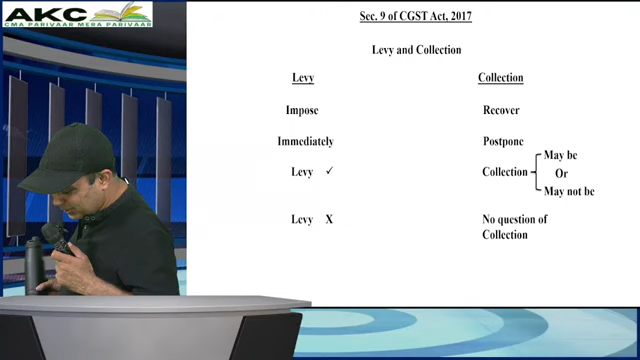 AKC
CMA PARIVAAR MERA PARIVAAR
Sec. 9 of CGST Act, 2017
Levy and Collection
Levy Collection
Impose Recover
Immediately Postpone
Levy ✓ Collection May be Or May not be
Levy X No question of Collection